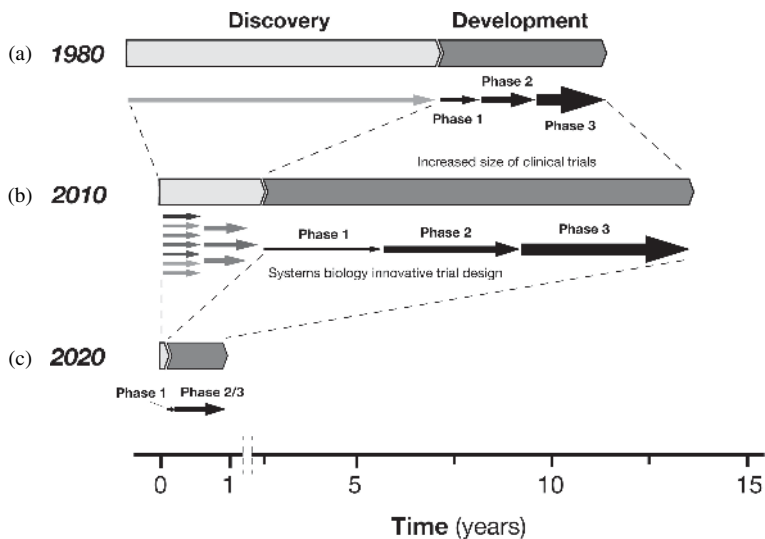 Discovery Development
(a) 1980
Phase 2
Phase 1
Phase 3
Increased size of clinical trials
(b) 2010
Phase 1 Phase 2 Phase 3
Systems biology innovative trial design
(c) 2020
Phase 1 Phase 2/3
0 1 5 10 15
Time (years)